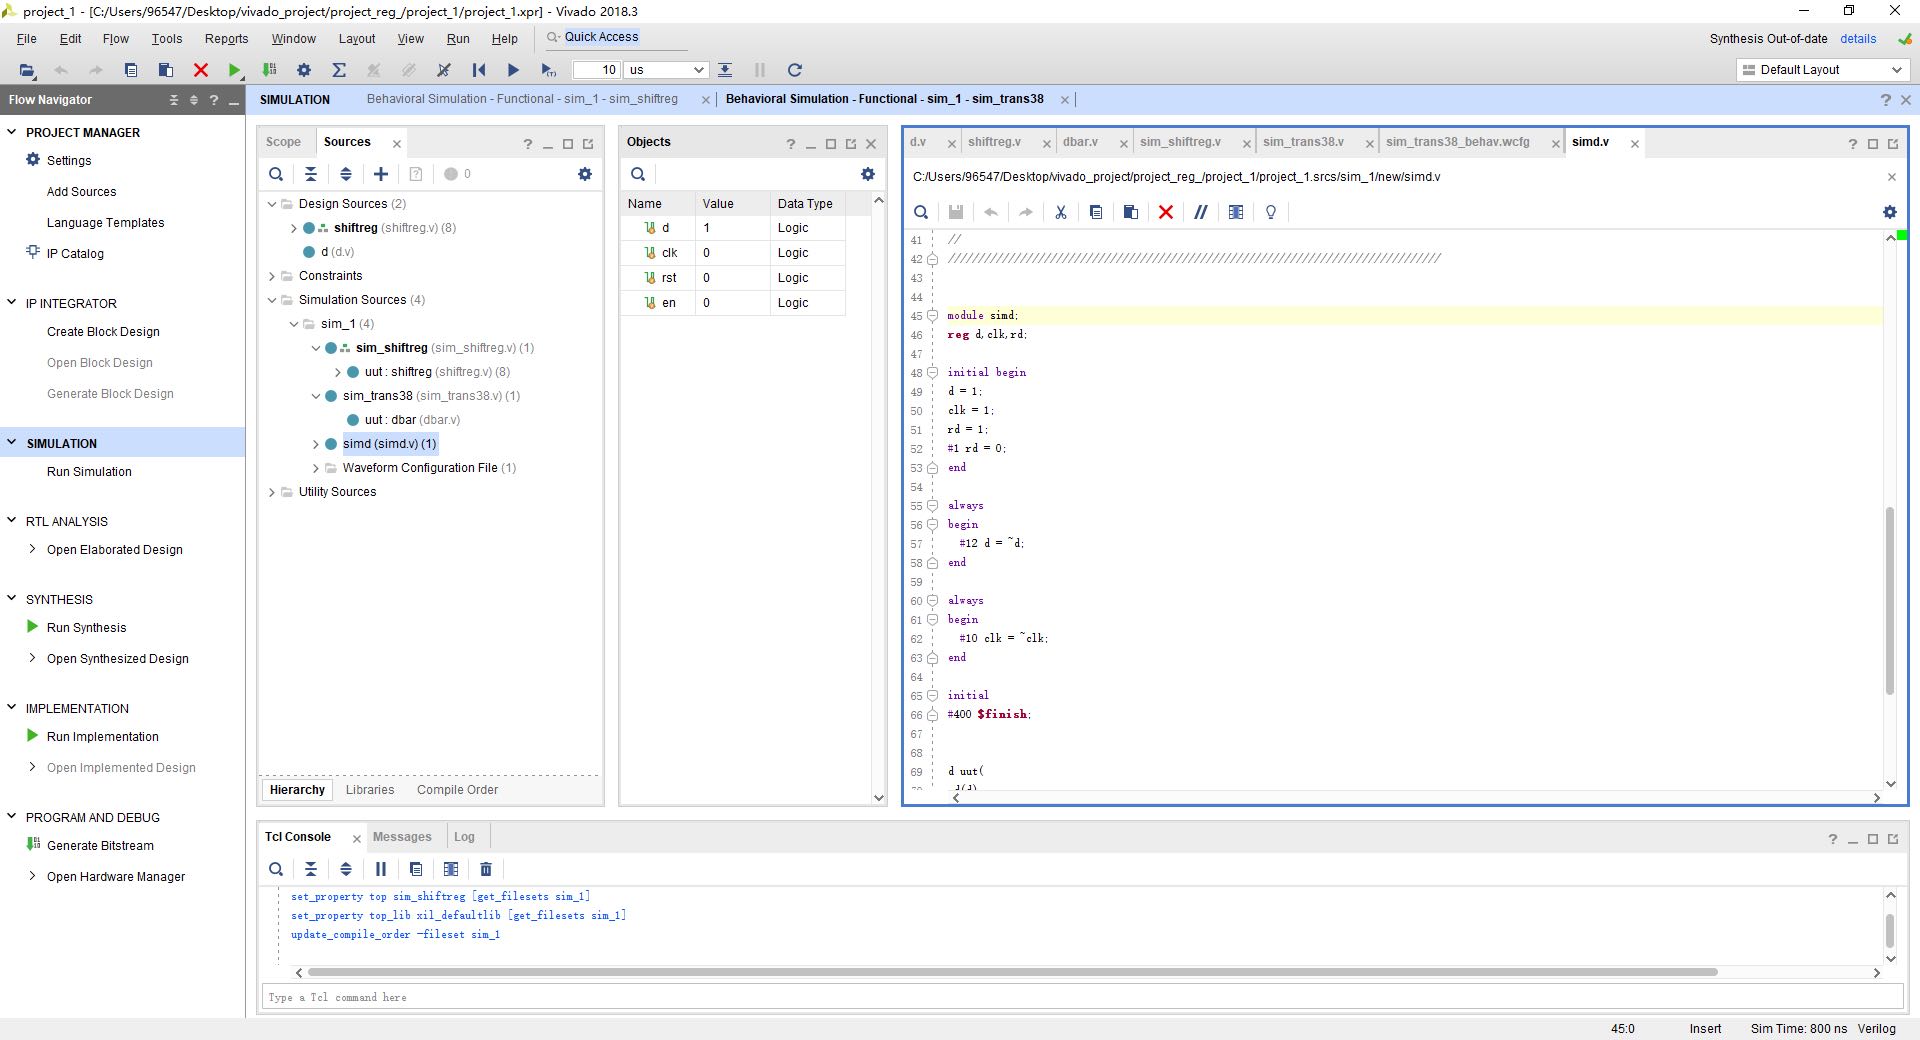 project_1 - [C:/Users/96547/Desktop/vivado_project/project_reg_/project_1/project_1.xpr] - Vivado 2018.3
File Edit Flow Tools Reports Window Layout View Run Help Quick Access
Synthesis Out-of-date details
10 us
Default Layout
Flow Navigator
PROJECT MANAGER
Settings
Add Sources
Language Templates
IP Catalog
IP INTEGRATOR
Create Block Design
Open Block Design
Generate Block Design
SIMULATION
Run Simulation
RTL ANALYSIS
Open Elaborated Design
SYNTHESIS
Run Synthesis
Open Synthesized Design
IMPLEMENTATION
Run Implementation
Open Implemented Design
PROGRAM AND DEBUG
Generate Bitstream
Open Hardware Manager
SIMULATION
Behavioral Simulation - Functional - sim_1 - sim_shiftreg
Behavioral Simulation - Functional - sim_1 - sim_trans38
Scope Sources
0
Design Sources (2)
shiftreg (shiftreg.v) (8)
d (d.v)
Constraints
Simulation Sources (4)
sim_1 (4)
sim_shiftreg (sim_shiftreg.v) (1)
uut : shiftreg (shiftreg.v) (8)
sim_trans38 (sim_trans38.v) (1)
uut : dbar (dbar.v)
simd (simd.v) (1)
Waveform Configuration File (1)
Utility Sources
Hierarchy Libraries Compile Order
Objects
Name Value Data Type
d 1 Logic
clk 0 Logic
rst 0 Logic
en 0 Logic
d.v shiftreg.v dbar.v sim_shiftreg.v sim_trans38.v sim_trans38_behav.wcfg simd.v
C:/Users/96547/Desktop/vivado_project/project_reg_/project_1/project_1.srcs/sim_1/new/simd.v
41 //
42 //////////////////////////////////////////////////////////////////////////////////
43
44
45 module simd;
46 reg d,clk,rd;
47
48 initial begin
49 d = 1;
50 clk = 1;
51 rd = 1;
52 #1 rd = 0;
53 end
54
55 always
56 begin
57 #12 d = ~d;
58 end
59
60 always
61 begin
62 #10 clk = ~clk;
63 end
64
65 initial
66 #400 $finish;
67
68
69 d uut(
Tcl Console Messages Log
set_property top sim_shiftreg [get_filesets sim_1]
set_property top_lib xil_defaultlib [get_filesets sim_1]
update_compile_order -fileset sim_1
Type a Tcl command here
45:0 Insert Sim Time: 800 ns Verilog